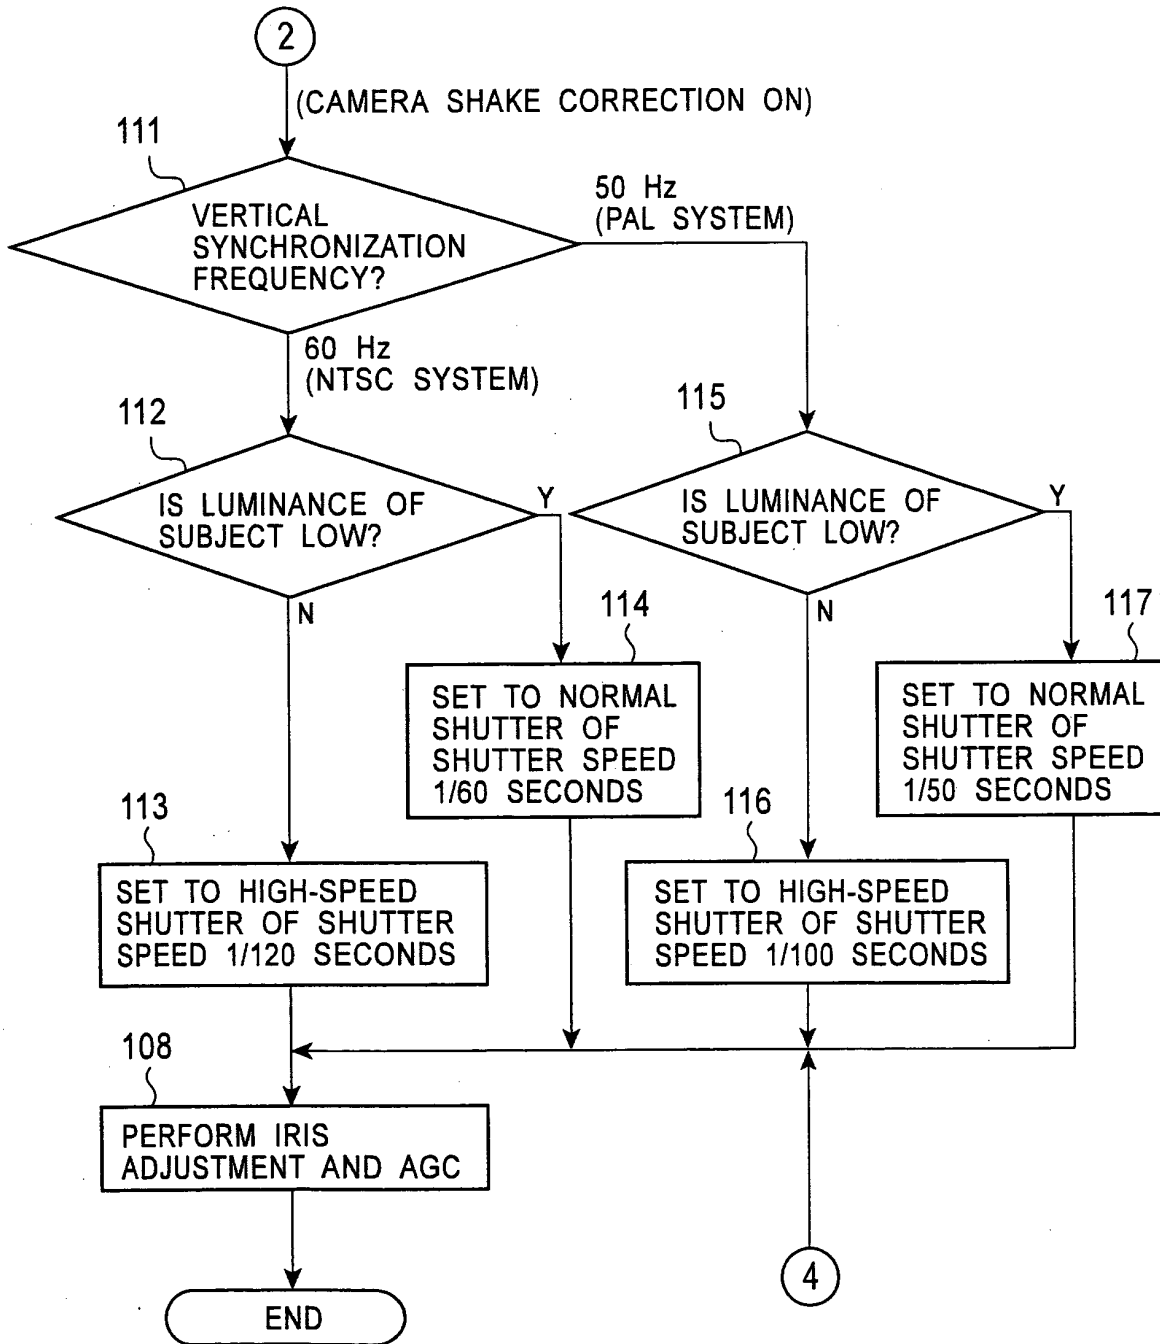 2
(CAMERA SHAKE CORRECTION ON)
111
VERTICAL
SYNCHRONIZATION
FREQUENCY?
50 Hz
(PAL SYSTEM)
60 Hz
(NTSC SYSTEM)
112
IS LUMINANCE OF
SUBJECT LOW?
Y
N
115
IS LUMINANCE OF
SUBJECT LOW?
Y
N
114
SET TO NORMAL
SHUTTER OF
SHUTTER SPEED
1/60 SECONDS
117
SET TO NORMAL
SHUTTER OF
SHUTTER SPEED
1/50 SECONDS
113
SET TO HIGH-SPEED
SHUTTER OF SHUTTER
SPEED 1/120 SECONDS
116
SET TO HIGH-SPEED
SHUTTER OF SHUTTER
SPEED 1/100 SECONDS
108
PERFORM IRIS
ADJUSTMENT AND AGC
4
END